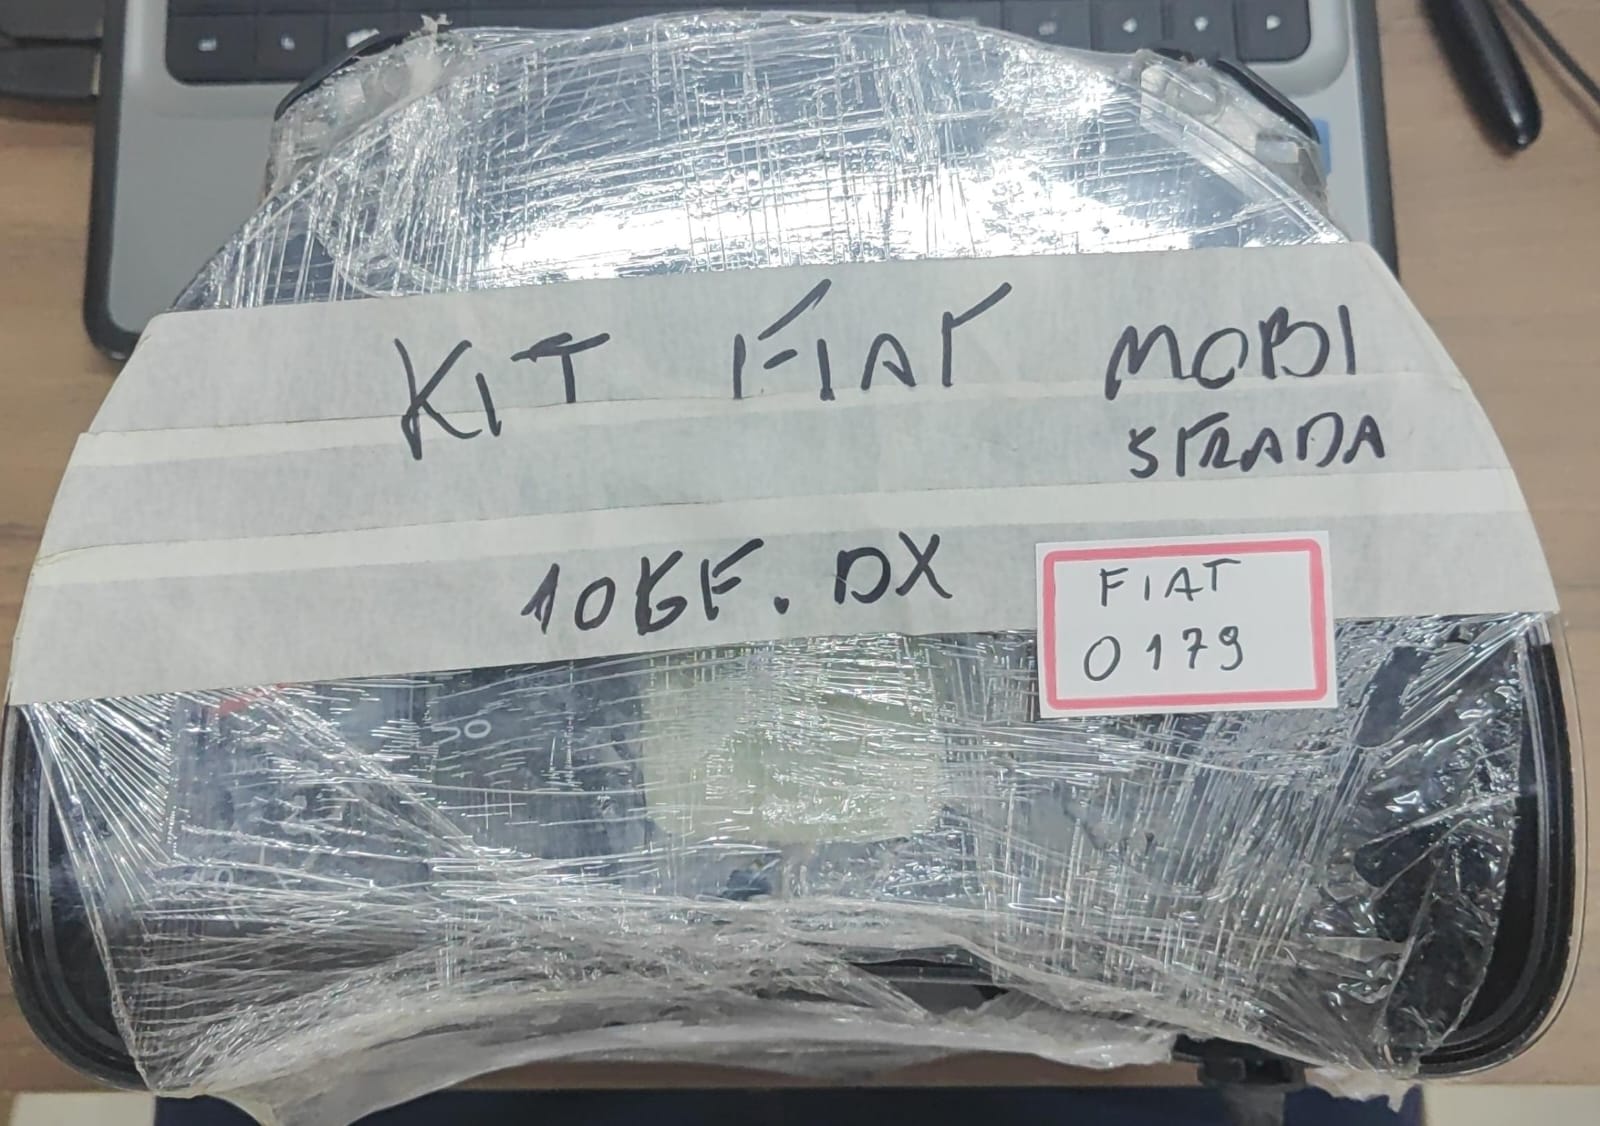 KIT FIAT MOBI
STRADA
10GF.DX
FIAT
0179